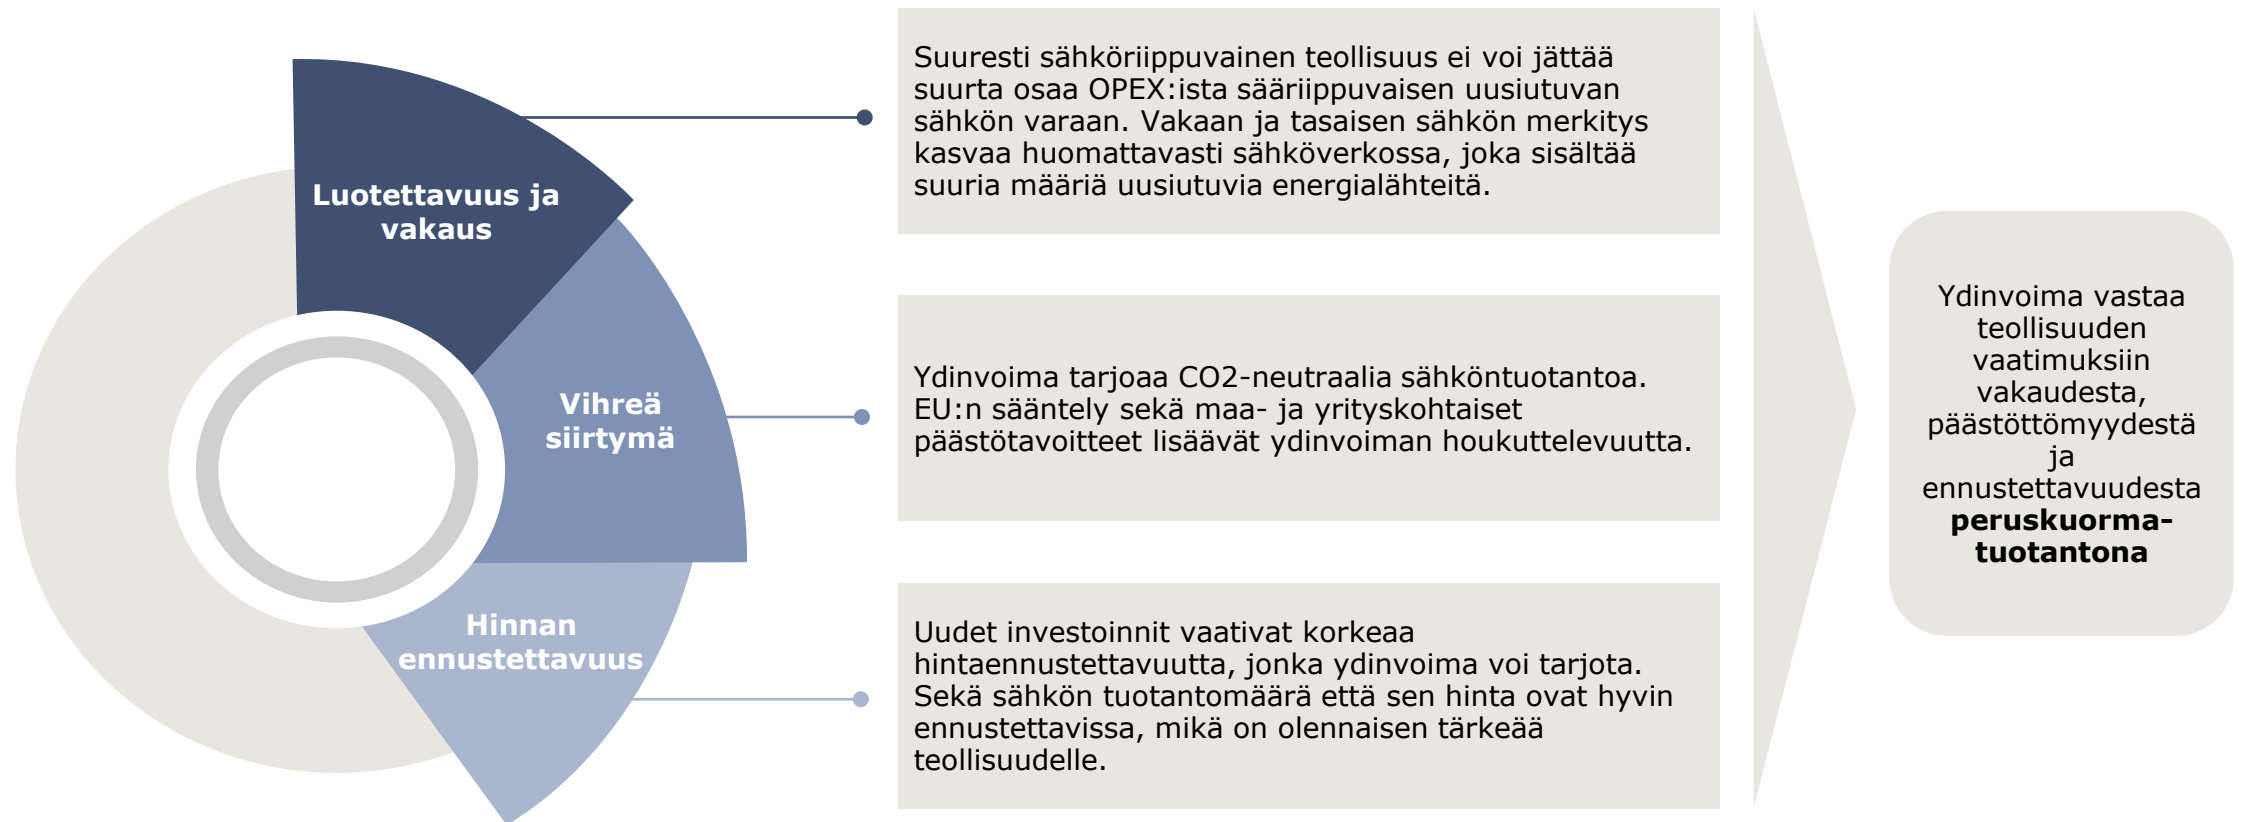 Luotettavuus ja
vakaus
Suuresti sähköriippuvainen teollisuus ei voi jättää
suurta osaa OPEX:ista sääriippuvaisen uusiutuvan
sähkön varaan. Vakaan ja tasaisen sähkön merkitys
kasvaa huomattavasti sähköverkossa, joka sisältää
suuria määriä uusiutuvia energialähteitä.
Vihreä
siirtymä
Ydinvoima tarjoaa CO2-neutraalia sähköntuotantoa.
EU:n sääntely sekä maa- ja yrityskohtaiset
päästötavoitteet lisäävät ydinvoiman houkuttelevuutta.
Hinnan
ennustettavuus
Uudet investoinnit vaativat korkeaa
hintaennustettavuutta, jonka ydinvoima voi tarjota.
Sekä sähkön tuotantomäärä että sen hinta ovat hyvin
ennustettavissa, mikä on olennaisen tärkeää
teollisuudelle.
Ydinvoima vastaa
teollisuuden
vaatimuksiin
vakaudesta,
päästöttömyydestä
ja
ennustettavuudesta
peruskuorma-
tuotantona